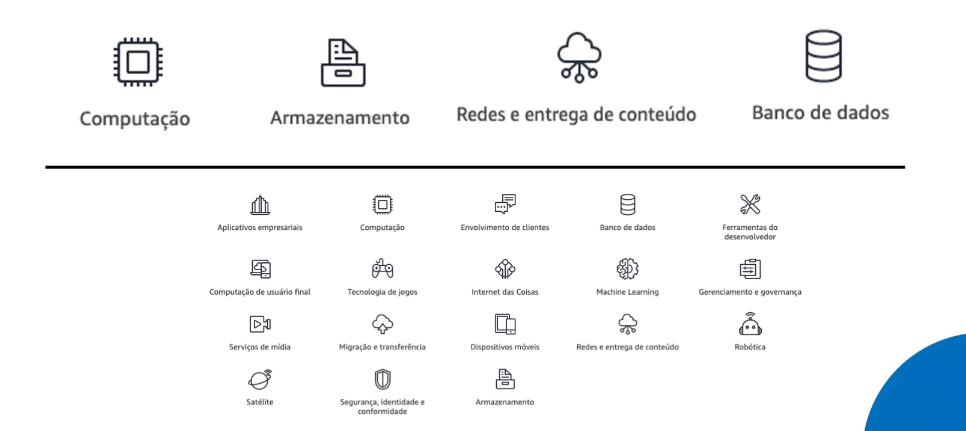 Computação
Armazenamento
Redes e entrega de conteúdo
Banco de dados
Aplicativos empresariais
Computação
Envolvimento de clientes
Banco de dados
Ferramentas do
desenvolvedor
Computação de usuário final
Tecnologia de jogos
Internet das Coisas
Machine Learning
Gerenciamento e governança
Serviços de mídia
Migração e transferência
Dispositivos móveis
Redes e entrega de conteúdo
Robótica
Satélite
Segurança, identidade e
conformidade
Armazenamento